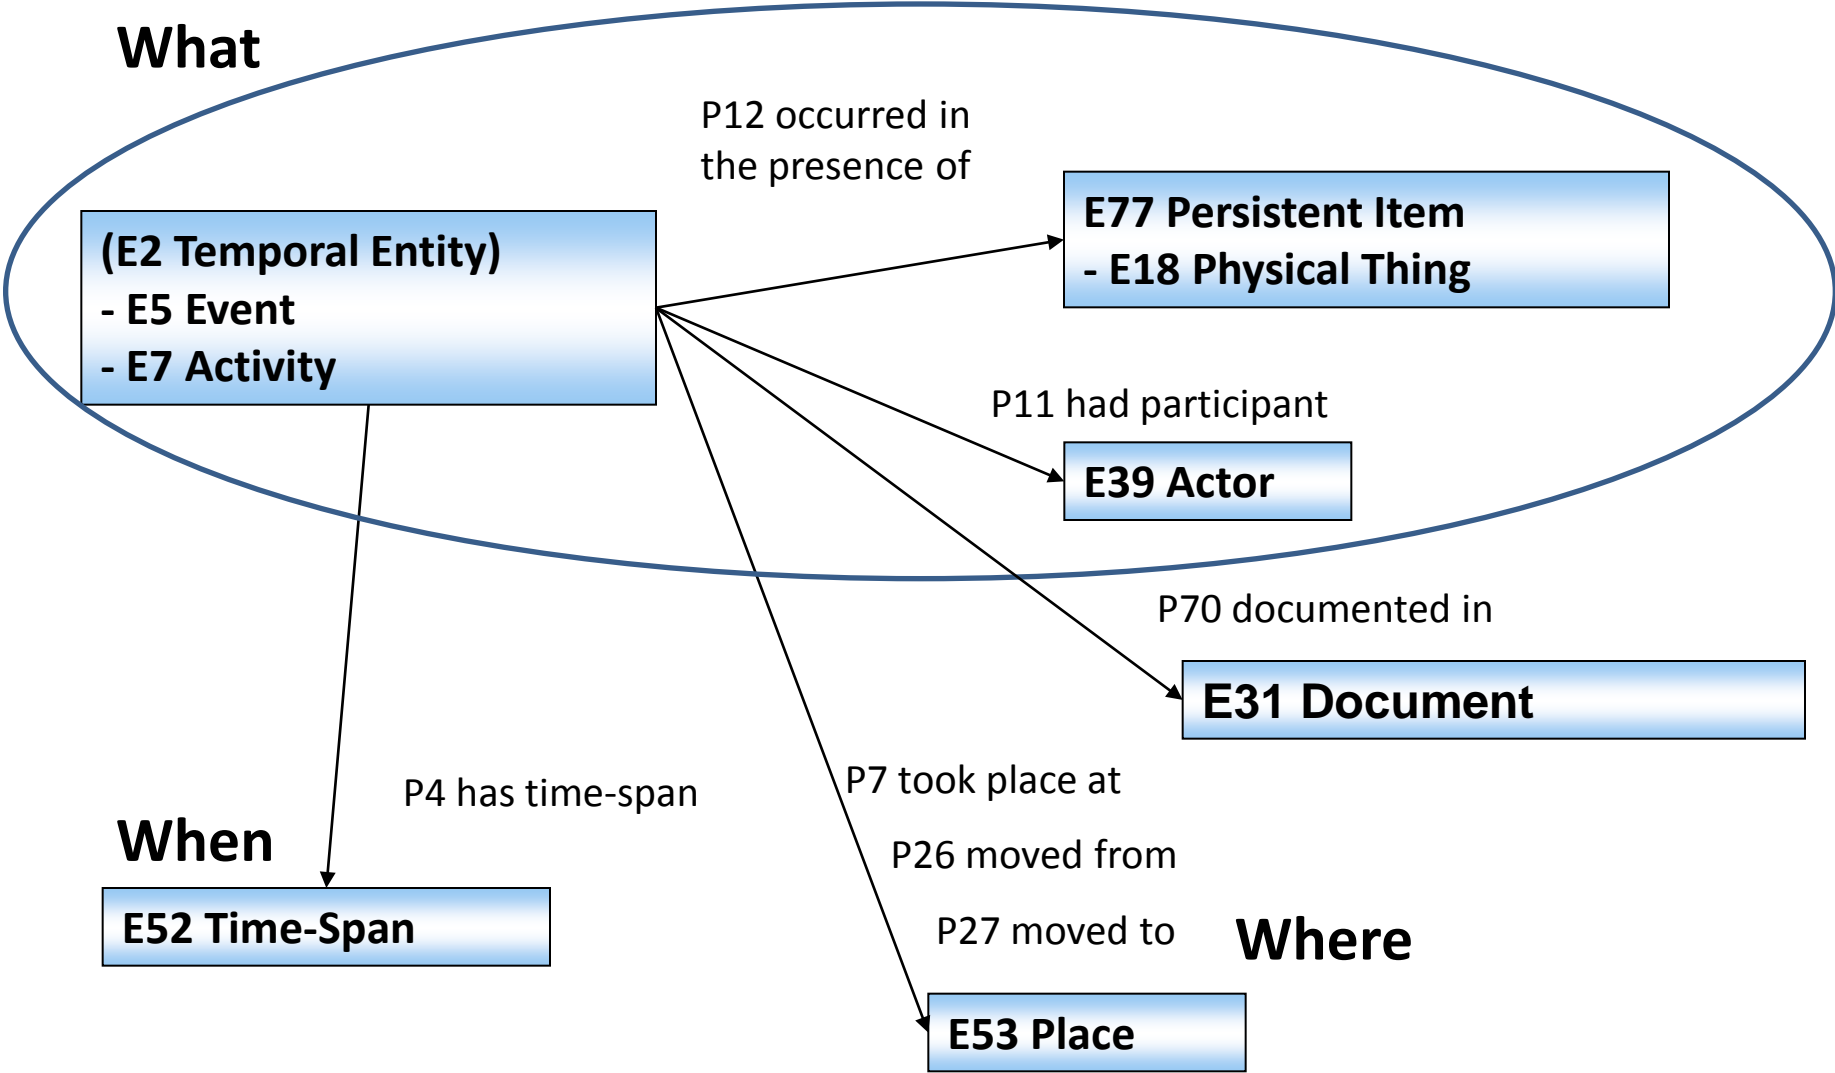 What
P12 occurred in
the presence of
E77 Persistent Item
- E18 Physical Thing
(E2 Temporal Entity)
- E5 Event
- E7 Activity
P11 had participant
E39 Actor
P70 documented in
E31 Document
P4 has time-span
P7 took place at
When
P26 moved from
E52 Time-Span
P27 moved to
Where
E53 Place